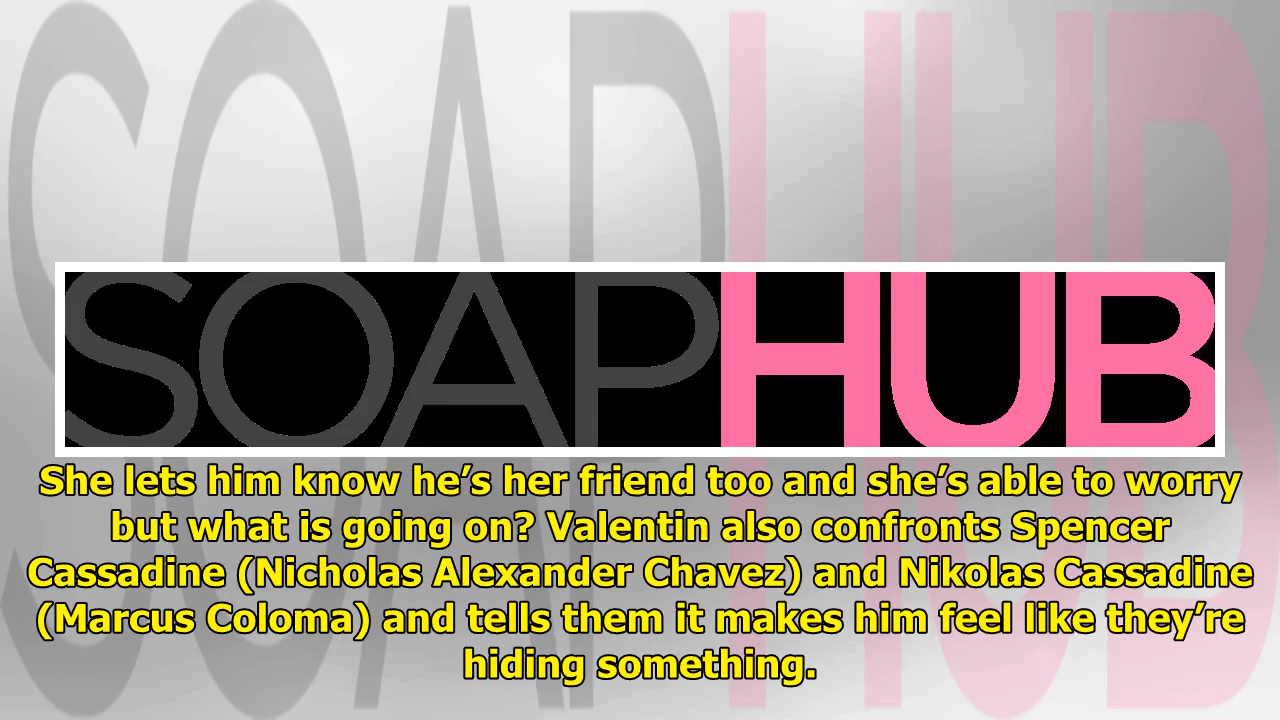 SOAPHUB
SOAPHUB
She lets him know he’s her friend too and she’s able to worry
but what is going on? Valentin also confronts Spencer
Cassadine (Nicholas Alexander Chavez) and Nikolas Cassadine
(Marcus Coloma) and tells them it makes him feel like they’re
hiding something.